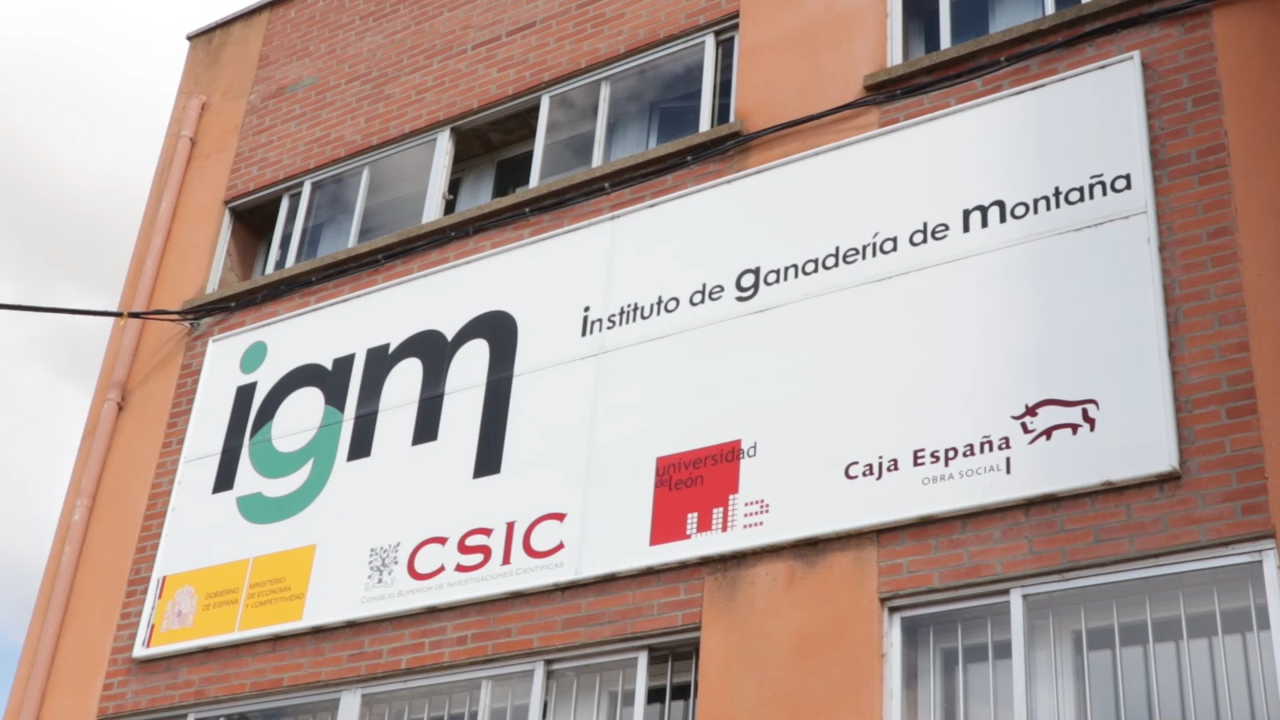 igm
instituto de ganadería de montaña
GOBIERNO
DE ESPAÑA
MINISTERIO
DE ECONOMÍA
Y COMPETITIVIDAD
CSIC
CONSEJO SUPERIOR DE INVESTIGACIONES CIENTÍFICAS
universidad
de león
Caja España
OBRA SOCIAL